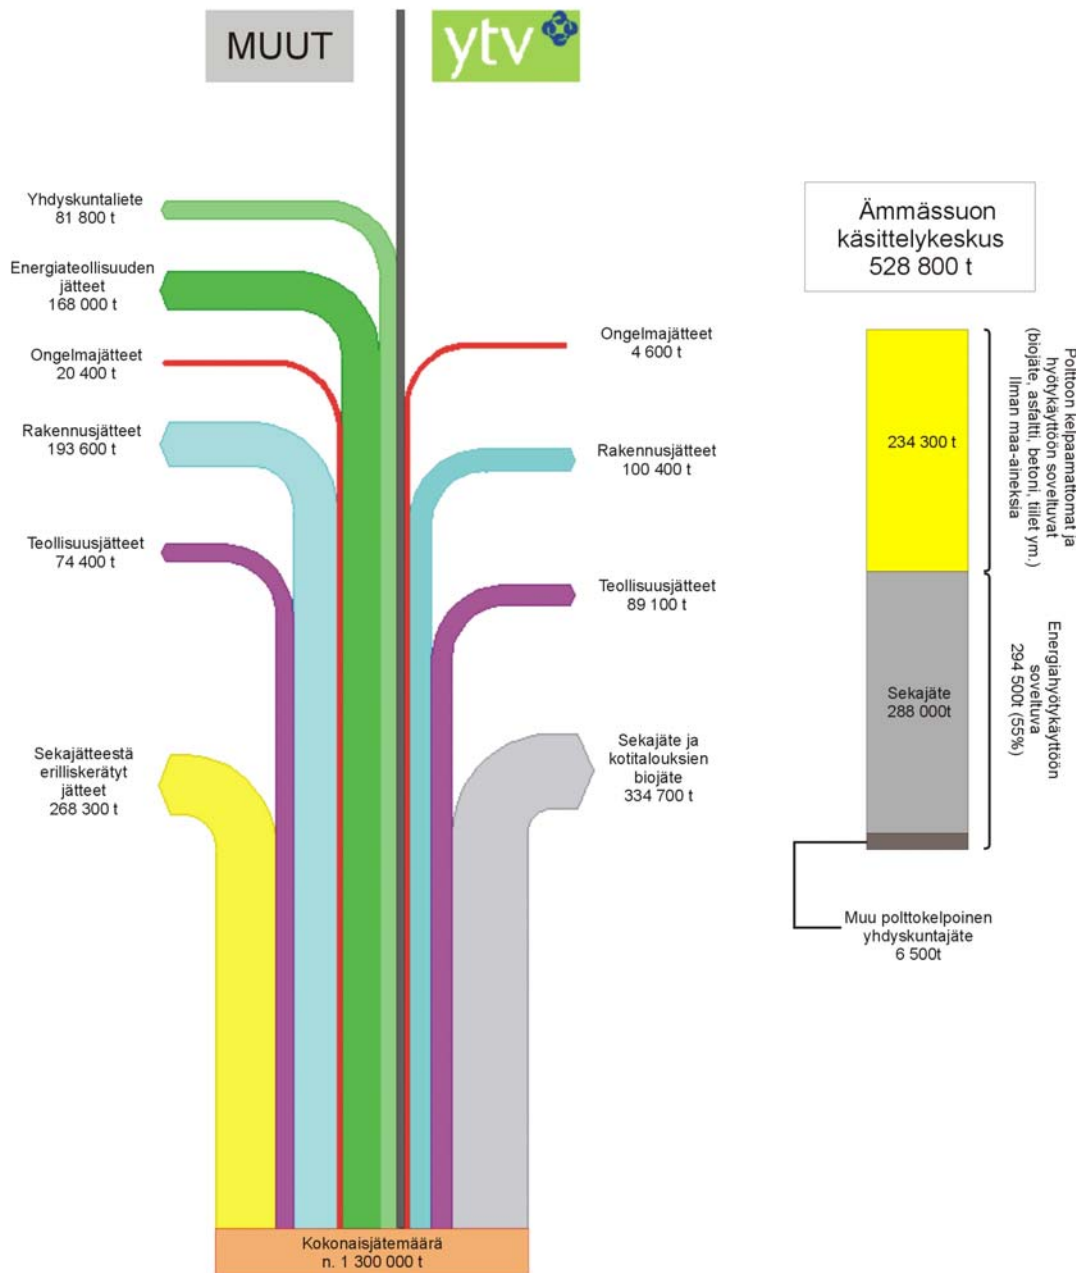 MUUT
ytv
Yhdyskuntaliete
81 800 t
Energiateollisuuden
jätteet
168 000 t
Ongelmajätteet
20 400 t
Rakennusjätteet
193 600 t
Teollisuusjätteet
74 400 t
Sekajätteestä
erilliskerätyt
jätteet
268 300 t
Ongelmajätteet
4 600 t
Rakennusjätteet
100 400 t
Teollisuusjätteet
89 100 t
Sekajäte ja
kotitalouksien
biojäte
334 700 t
Kokonaisjätemäärä
n. 1 300 000 t
Ämmässuon
käsittelykeskus
528 800 t
234 300 t
Polttoon kelpaamattomat ja
hyötykäyttöön soveltuvat
(biojäte, asfaltti, betoni, tiilet ym.)
Ilman maa-aineksia
Sekajäte
288 000t
Energiahyötykäyttöön
soveltuva
294 500t (55%)
Muu polttokelpoinen
yhdyskuntajäte
6 500t